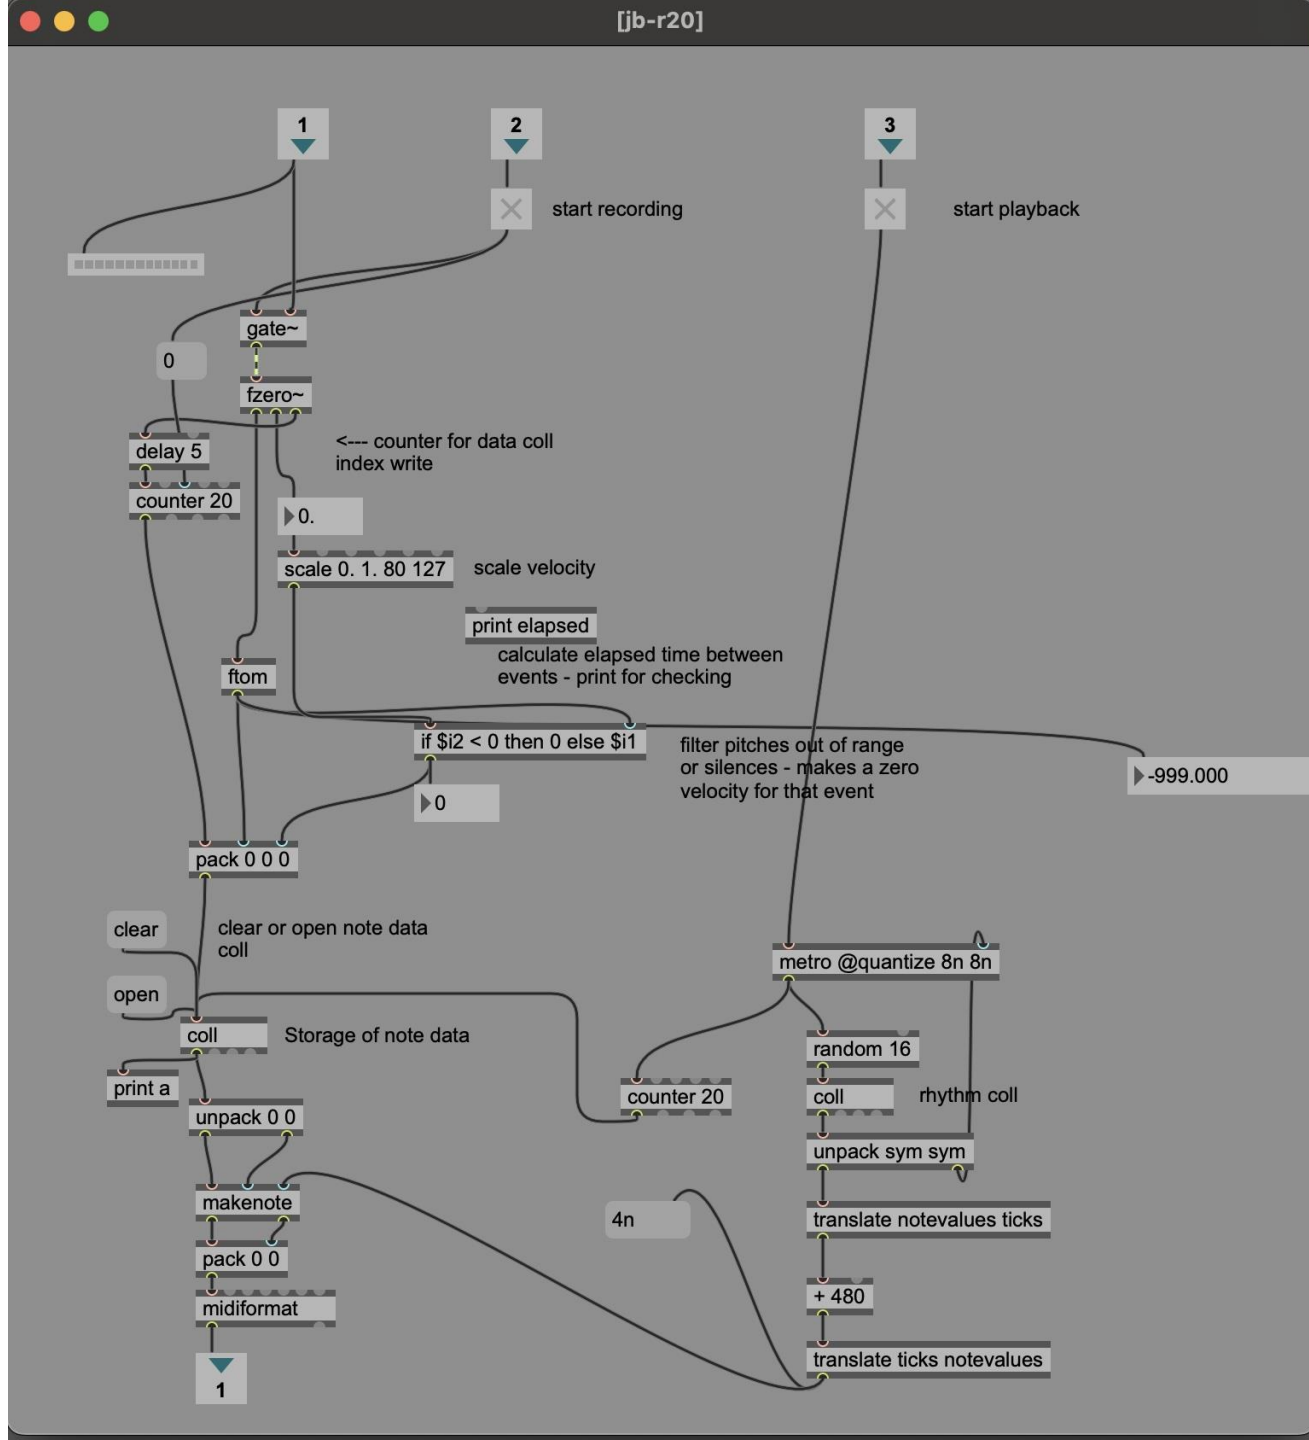 [jb-r20]
1
2
3
start recording
start playback
gate~
0
fzero~
<--- counter for data coll
index write
delay 5
counter 20
0.
scale 0. 1. 80 127
scale velocity
print elapsed
calculate elapsed time between
events - print for checking
ftom
if $i2 < 0 then 0 else $i1
filter pitches out of range
or silences - makes a zero
velocity for that event
-999.000
0
pack 0 0 0
clear
clear or open note data
coll
metro @quantize 8n 8n
open
coll
Storage of note data
random 16
print a
counter 20
coll
rhythm coll
unpack 0 0
unpack sym sym
makenote
4n
translate notevalues ticks
pack 0 0
+ 480
midiformat
translate ticks notevalues
1